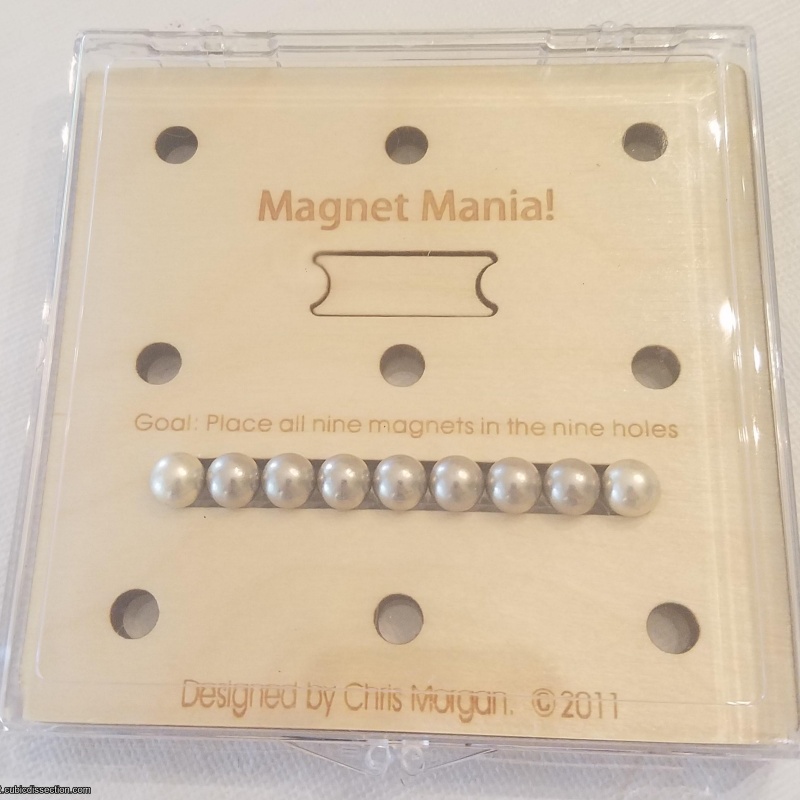 Magnet Mania!
Goal: Place all nine magnets in the nine holes
Designed by Chris Morgan. ©2011
.cubicdissection.com